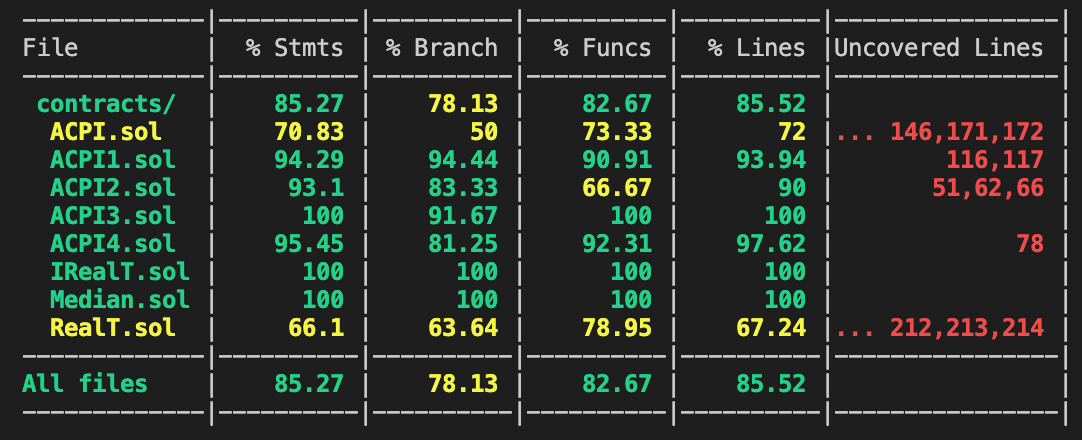 File | % Stmts | % Branch | % Funcs | % Lines |Uncovered Lines |
contracts/ | 85.27 | 78.13 | 82.67 | 85.52 | |
ACPI.sol | 70.83 | 50 | 73.33 | 72 |... 146,171,172 |
ACPI1.sol | 94.29 | 94.44 | 90.91 | 93.94 | 116,117 |
ACPI2.sol | 93.1 | 83.33 | 66.67 | 90 | 51,62,66 |
ACPI3.sol | 100 | 91.67 | 100 | 100 | |
ACPI4.sol | 95.45 | 81.25 | 92.31 | 97.62 | 78 |
IRealT.sol | 100 | 100 | 100 | 100 | |
Median.sol | 100 | 100 | 100 | 100 | |
RealT.sol | 66.1 | 63.64 | 78.95 | 67.24 |... 212,213,214 |
All files | 85.27 | 78.13 | 82.67 | 85.52 | |